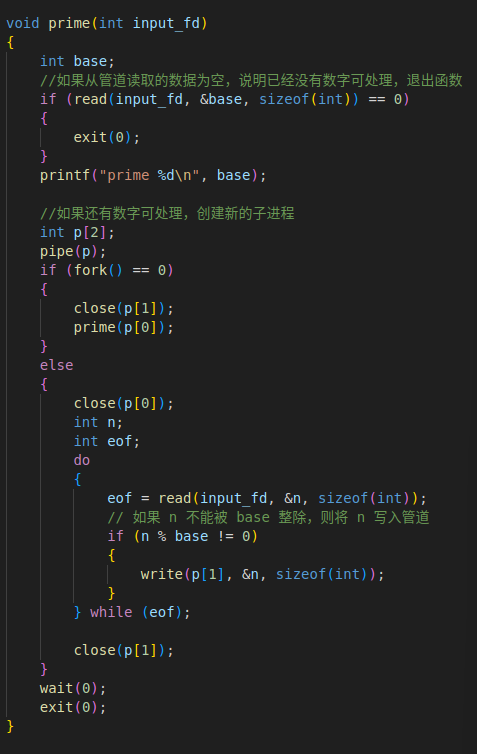 void prime(int input_fd)
{
    int base;
    //如果从管道读取的数据为空，说明已经没有数字可处理，退出函数
    if (read(input_fd, &base, sizeof(int)) == 0)
    {
        exit(0);
    }
    printf("prime %d\n", base);

    //如果还有数字可处理，创建新的子进程
    int p[2];
    pipe(p);
    if (fork() == 0)
    {
        close(p[1]);
        prime(p[0]);
    }
    else
    {
        close(p[0]);
        int n;
        int eof;
        do
        {
            eof = read(input_fd, &n, sizeof(int));
            // 如果 n 不能被 base 整除，则将 n 写入管道
            if (n % base != 0)
            {
                write(p[1], &n, sizeof(int));
            }
        } while (eof);

        close(p[1]);
    }
    wait(0);
    exit(0);
}